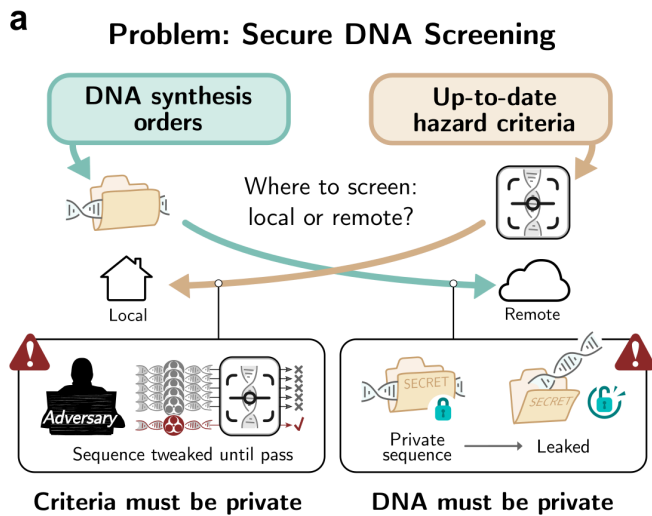 a
Problem: Secure DNA Screening
DNA synthesis
orders
Up-to-date
hazard criteria
Where to screen:
local or remote?
Local
Remote
Adversary
Sequence tweaked until pass
SECRET
SECRET
Private
sequence
Leaked
Criteria must be private
DNA must be private